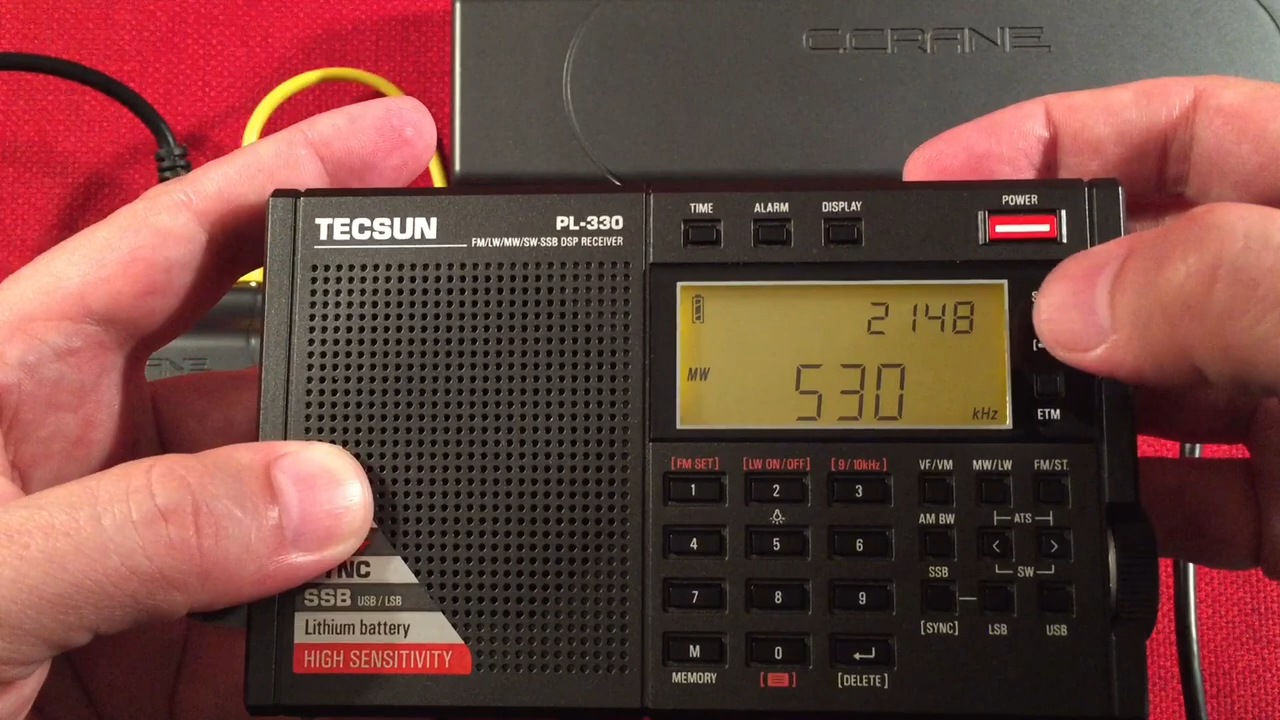 C.CRANE
TECSUN
PL-330
FM/LW/MW/SW-SSB DSP RECEIVER
TIME ALARM DISPLAY POWER
2148
MW 530 kHz
ETM
[FM SET] [LW ON/OFF] [9/10kHz] VF/VM MW/LW FM/ST.
1 2 3
AM BW ATS
4 5 6 < >
SSB SW
7 8 9
[SYNC] LSB USB
M 0
MEMORY [DELETE]
SSB USB / LSB
Lithium battery
HIGH SENSITIVITY